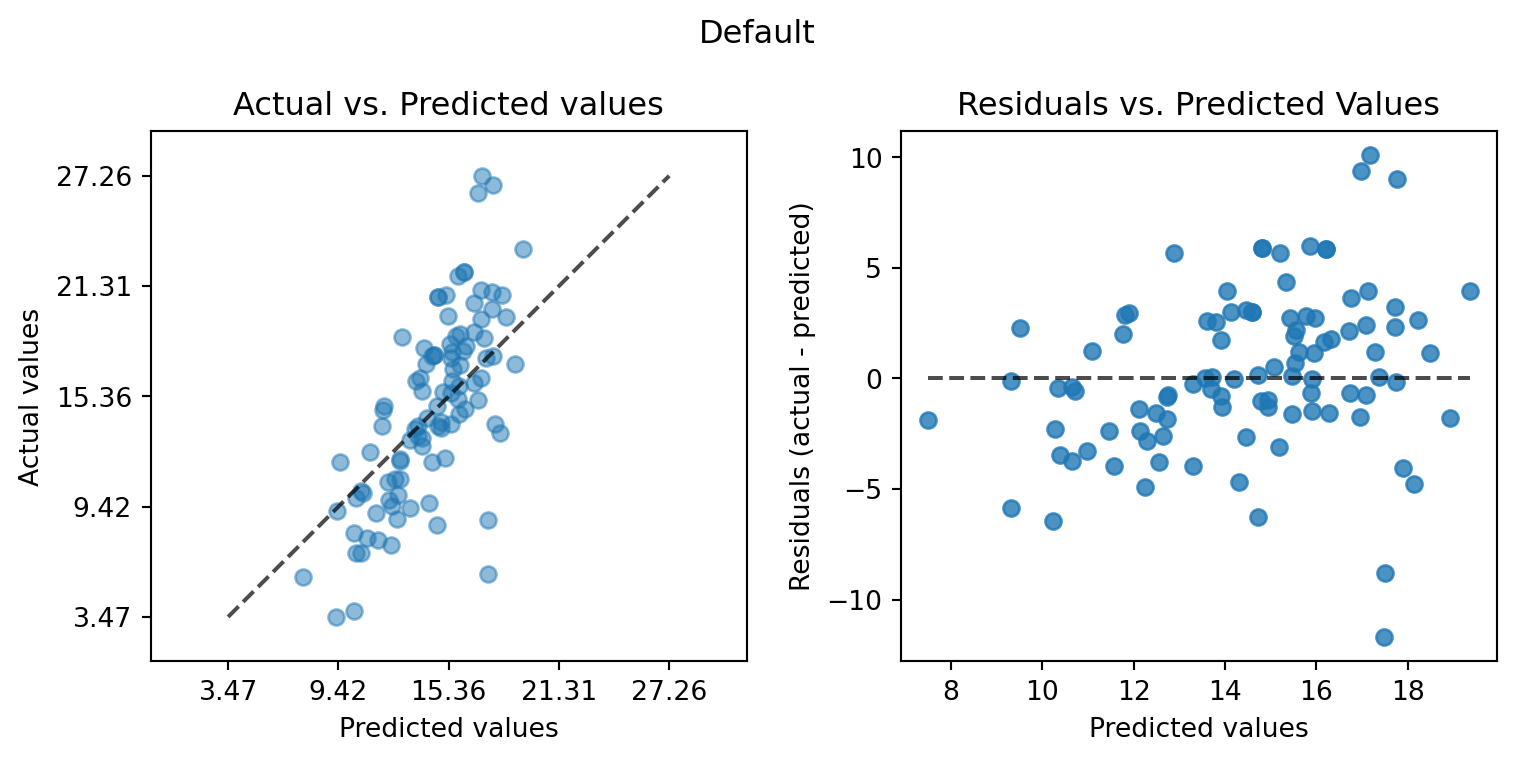 Default
Actual vs. Predicted values
Actual values
27.26
21.31
15.36
9.42
3.47
3.47 9.42 15.36 21.31 27.26
Predicted values
Residuals vs. Predicted Values
Residuals (actual - predicted)
10
5
0
−5
−10
8 10 12 14 16 18
Predicted values